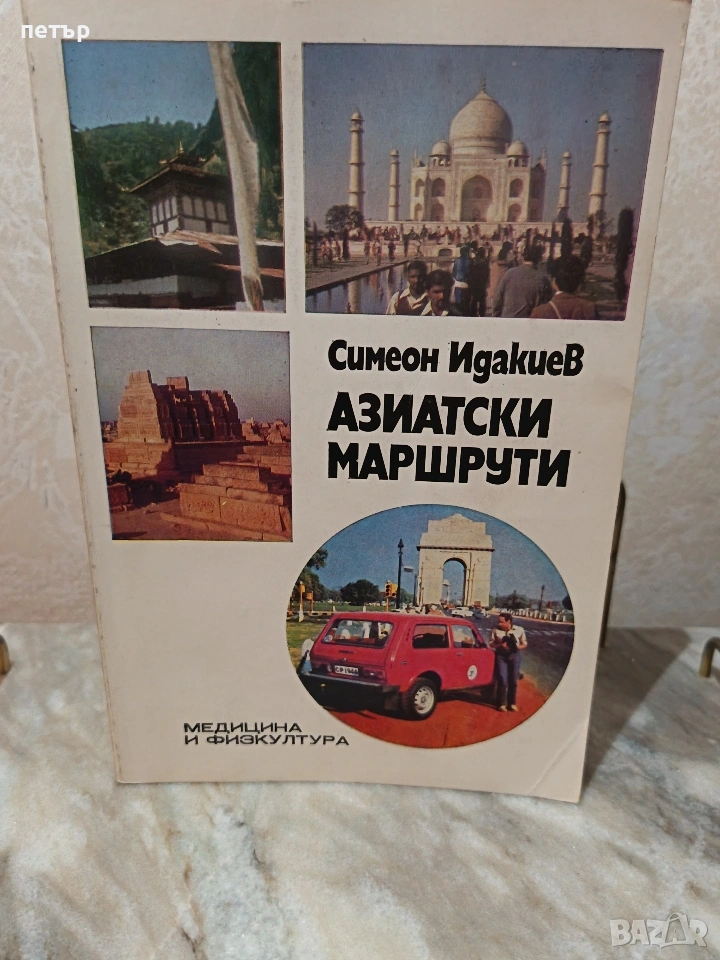 петър
Симеон Идакиев
АЗИАТСКИ
МАРШРУТИ
МЕДИЦИНА
И ФИЗКУЛТУРА
BAZAR